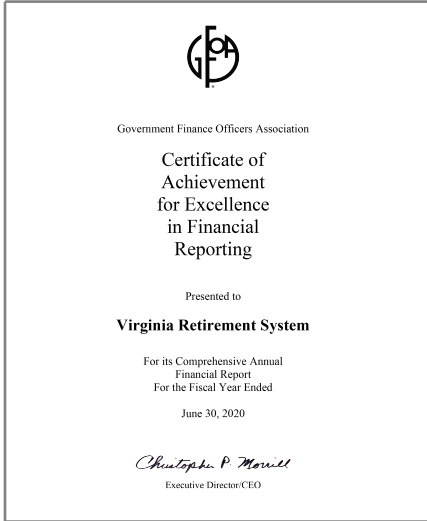 GFOA
Government Finance Officers Association
Certificate of
Achievement
for Excellence
in Financial
Reporting
Presented to
Virginia Retirement System
For its Comprehensive Annual
Financial Report
For the Fiscal Year Ended
June 30, 2020
Christopher P. Morrill
Executive Director/CEO